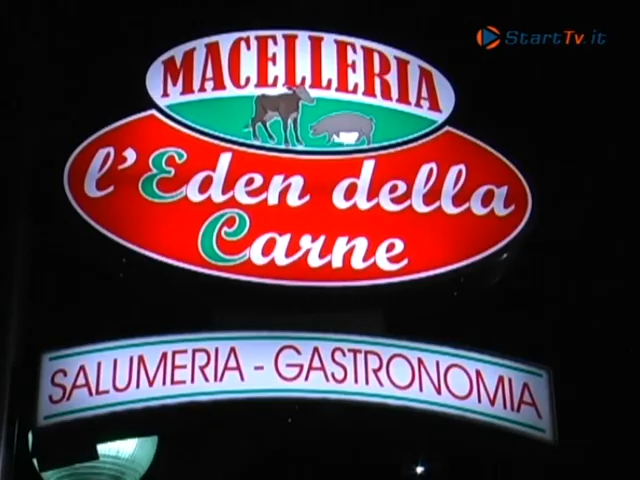 StartTv.it
MACELLERIA
l'Eden della
Carne
SALUMERIA - GASTRONOMIA